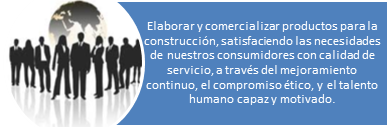 Elaborar y comercializar productos para la
construcción, satisfaciendo las necesidades
de nuestros consumidores con calidad de
servicio, a través del mejoramiento
continuo, el compromiso ético, y el talento
humano capaz y motivado.